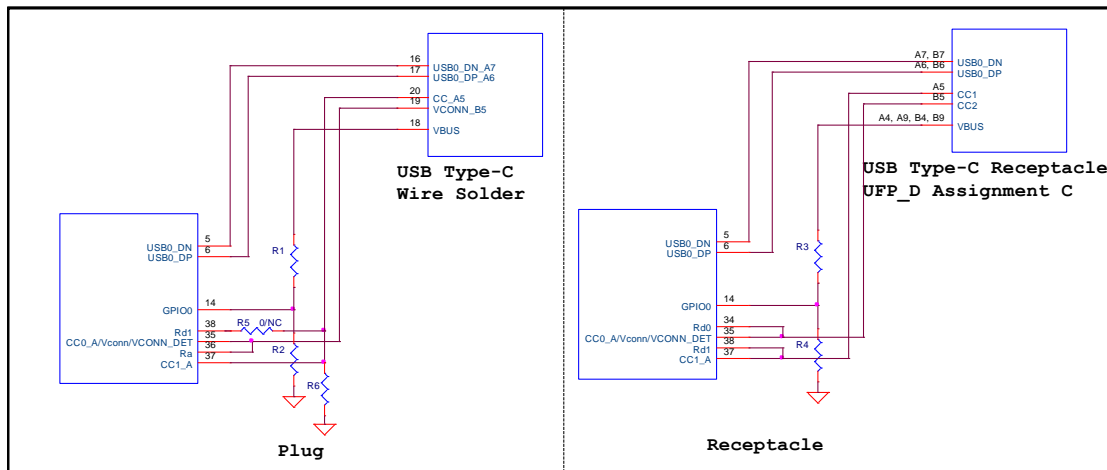 16
USB0_DN_A7
17
USB0_DP_A6
20
CC_A5
19
VCONN_B5
18
VBUS
USB Type-C
Wire Solder
5
USB0_DN
6
USB0_DP
R1
14
GPIO0
38
R5 0/NC
Rd1
35
CC0_A/Vconn/VCONN_DET
36
Ra
37
CC1_A
R2
R6
Plug
A7, B7
USB0_DN
A6, B6
USB0_DP
A5
CC1
B5
CC2
A4, A9, B4, B9
VBUS
USB Type-C Receptacle
UFP_D Assignment C
5
USB0_DN
6
USB0_DP
R3
14
GPIO0
34
Rd0
35
CC0_A/Vconn/VCONN_DET
38
Rd1
37
CC1_A
R4
Receptacle